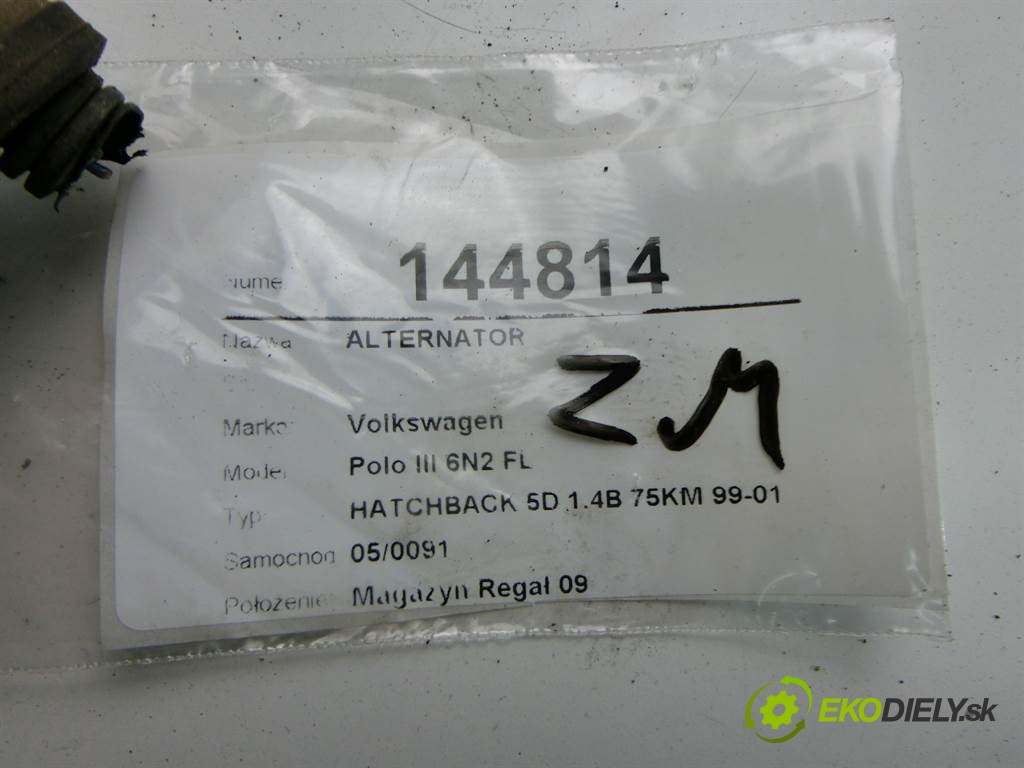 Nume 144814
Nazwa ALTERNATOR
Marka Volkswagen
Model Polo III 6N2 FL
Typ HATCHBACK 5D 1.4B 75KM 99-01
Samochod 05/0091
Położenie Magazyn Regał 09
ZM
EKODIELY.sk